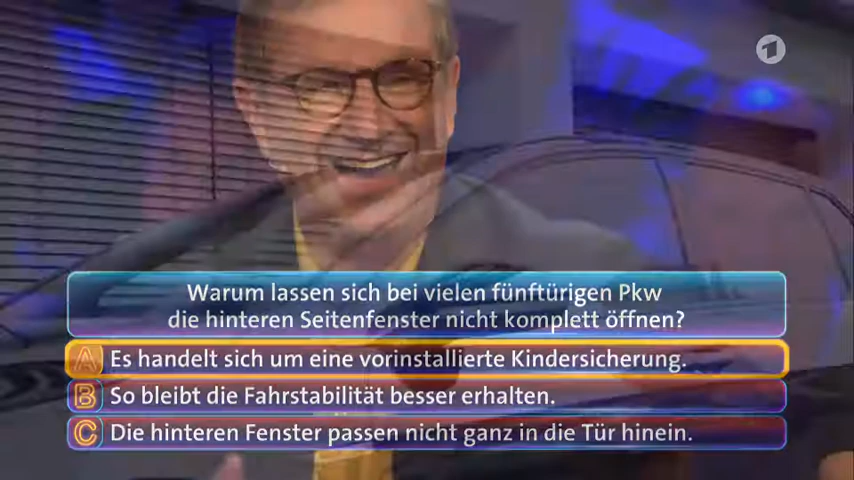 1
Warum lassen sich bei vielen fünftürigen Pkw
die hinteren Seitenfenster nicht komplett öffnen?
A Es handelt sich um eine vorinstallierte Kindersicherung.
B So bleibt die Fahrstabilität besser erhalten.
C Die hinteren Fenster passen nicht ganz in die Tür hinein.